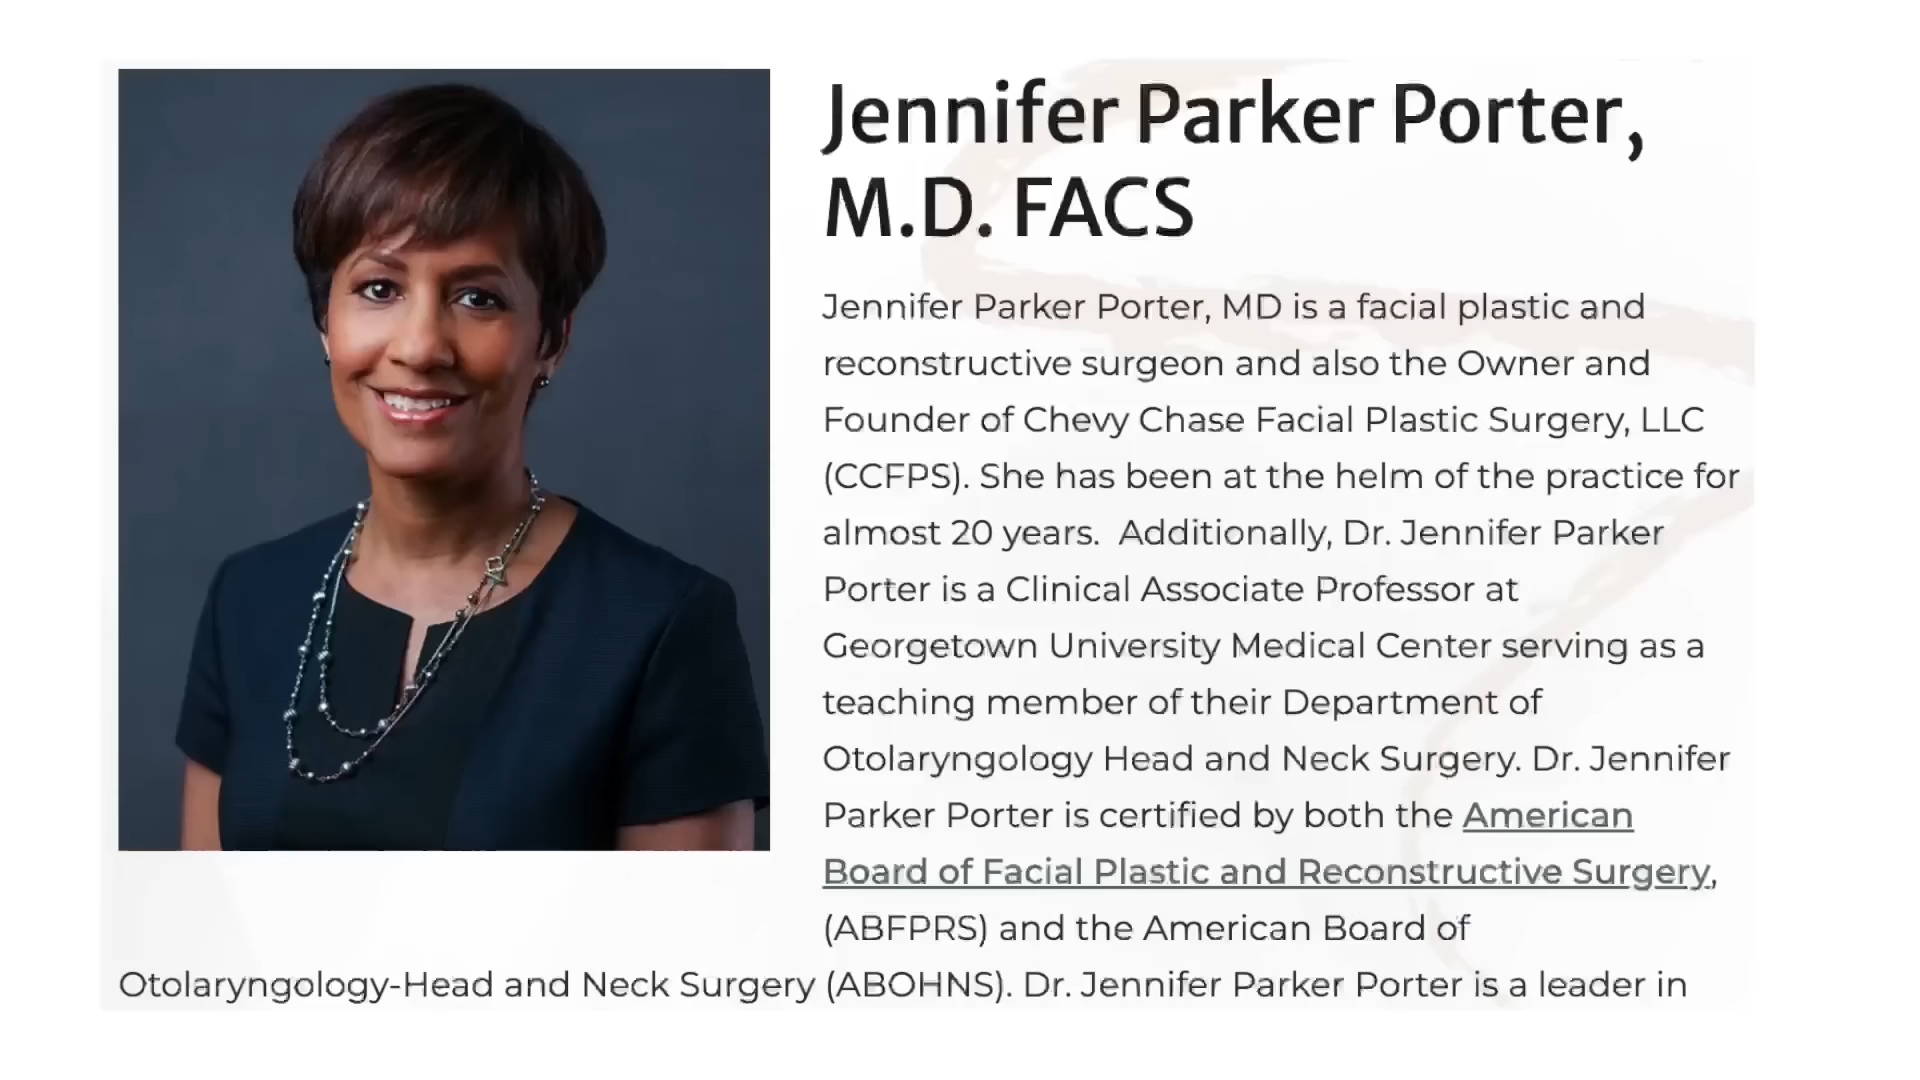 Jennifer Parker Porter,
M.D. FACS
Jennifer Parker Porter, MD is a facial plastic and
reconstructive surgeon and also the Owner and
Founder of Chevy Chase Facial Plastic Surgery, LLC
(CCFPS). She has been at the helm of the practice for
almost 20 years.  Additionally, Dr. Jennifer Parker
Porter is a Clinical Associate Professor at
Georgetown University Medical Center serving as a
teaching member of their Department of
Otolaryngology Head and Neck Surgery. Dr. Jennifer
Parker Porter is certified by both the American
Board of Facial Plastic and Reconstructive Surgery,
(ABFPRS) and the American Board of
Otolaryngology-Head and Neck Surgery (ABOHNS). Dr. Jennifer Parker Porter is a leader in